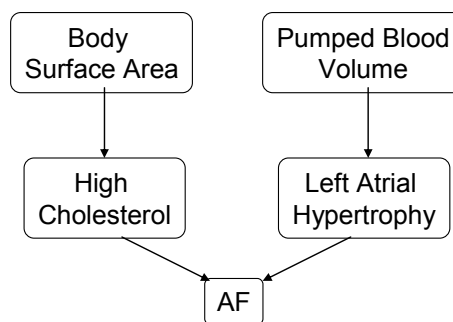 Body
Surface Area
Pumped Blood
Volume
High
Cholesterol
Left Atrial
Hypertrophy
AF